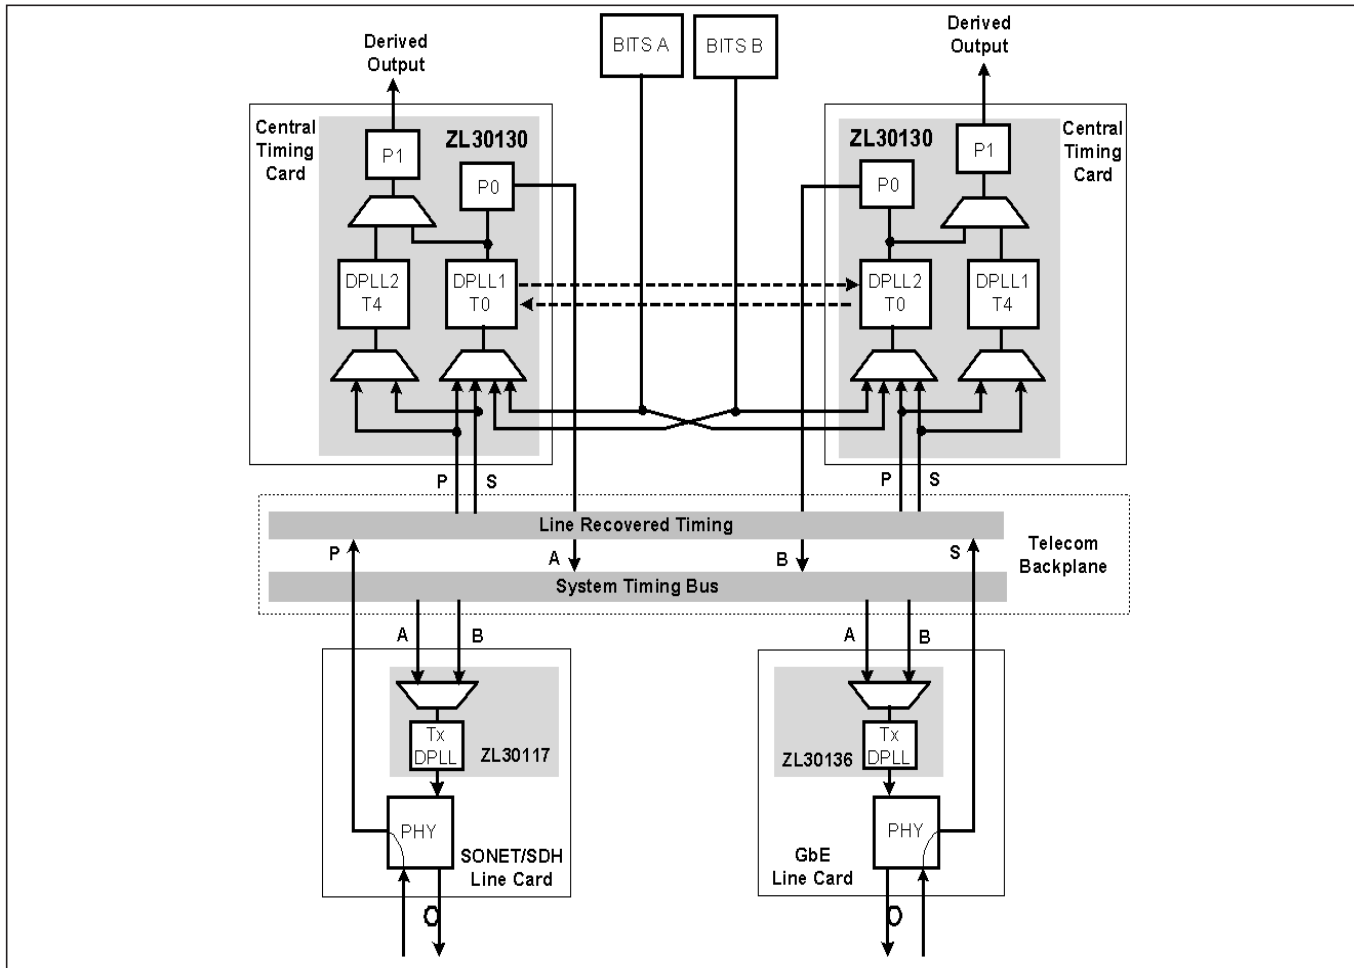 Derived
Output
BITS A
BITS B
Derived
Output
Central
Timing
Card
ZL30130
P1
P0
ZL30130
P0
P1
Central
Timing
Card
DPLL2
T4
DPLL1
T0
DPLL2
T0
DPLL1
T4
P
S
P
S
Line Recovered Timing
P
A
B
S
Telecom
Backplane
System Timing Bus
A
B
A
B
Tx
DPLL
ZL30117
Tx
DPLL
ZL30136
PHY
SONET/SDH
Line Card
PHY
GbE
Line Card